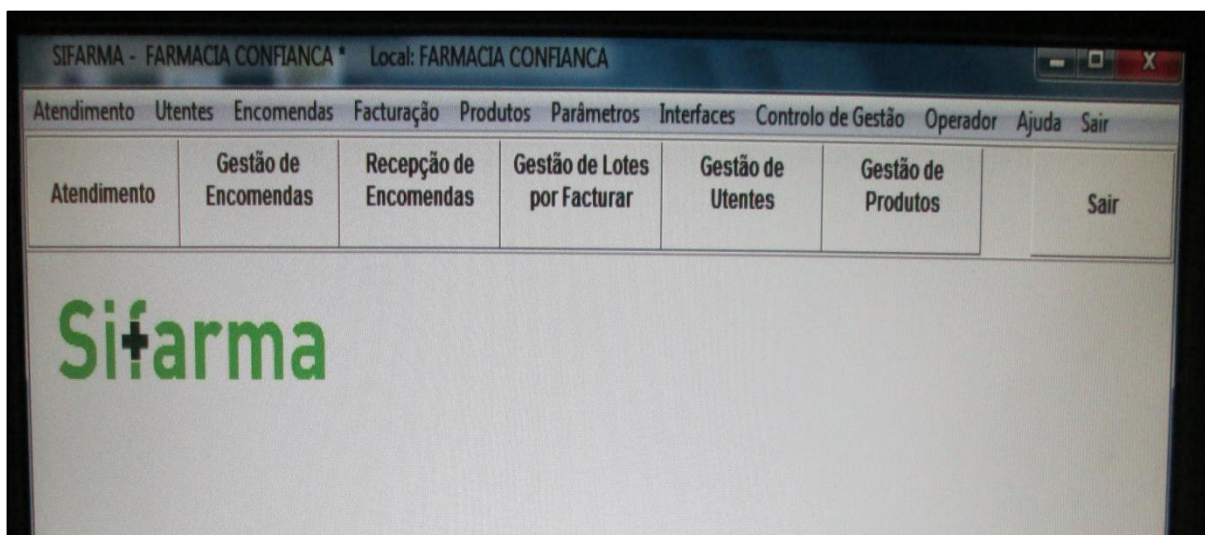 SIFARMA - FARMACIA CONFIANCA * Local: FARMACIA CONFIANCA
Atendimento Utentes Encomendas Facturação Produtos Parâmetros Interfaces Controlo de Gestão Operador Ajuda Sair
Atendimento
Gestão de
Encomendas
Recepção de
Encomendas
Gestão de Lotes
por Facturar
Gestão de
Utentes
Gestão de
Produtos
Sair
Sifarma